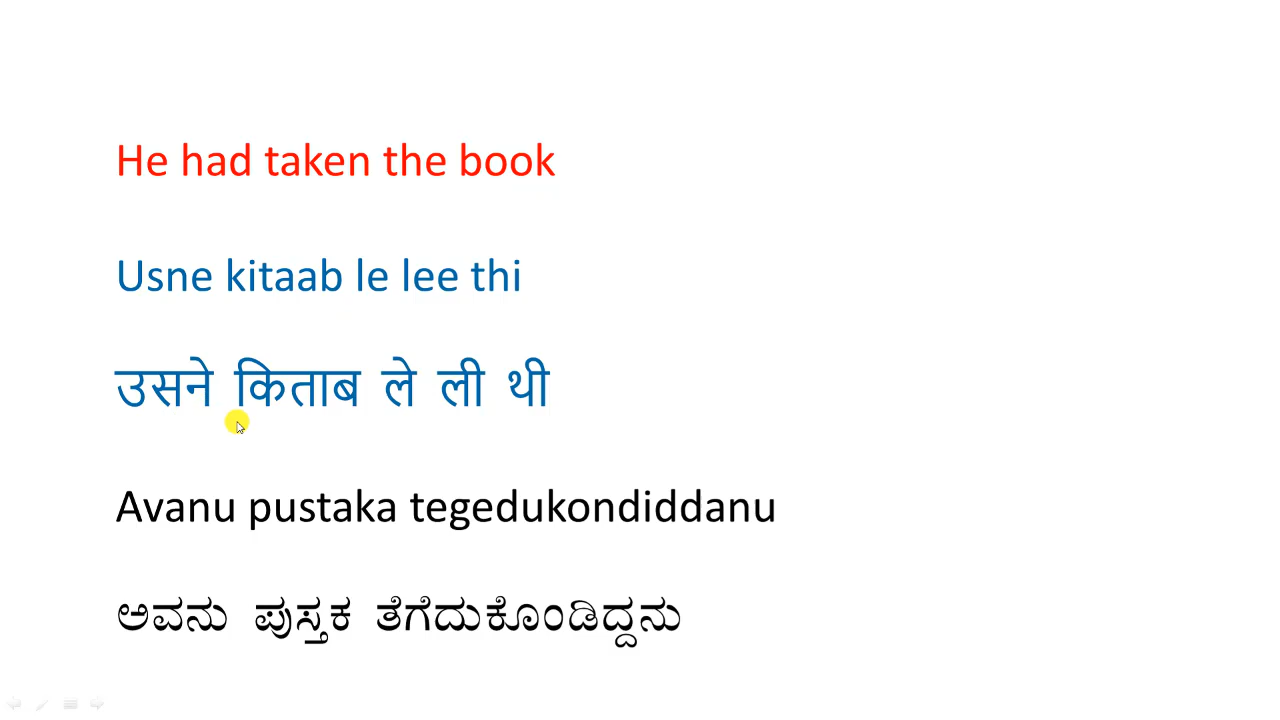 He had taken the book
Usne kitaab le lee thi
उसने किताब ले ली थी
Avanu pustaka tegedukondiddanu
ಅವನು ಪುಸ್ತಕ ತೆಗೆದುಕೊಂಡಿದ್ದನು